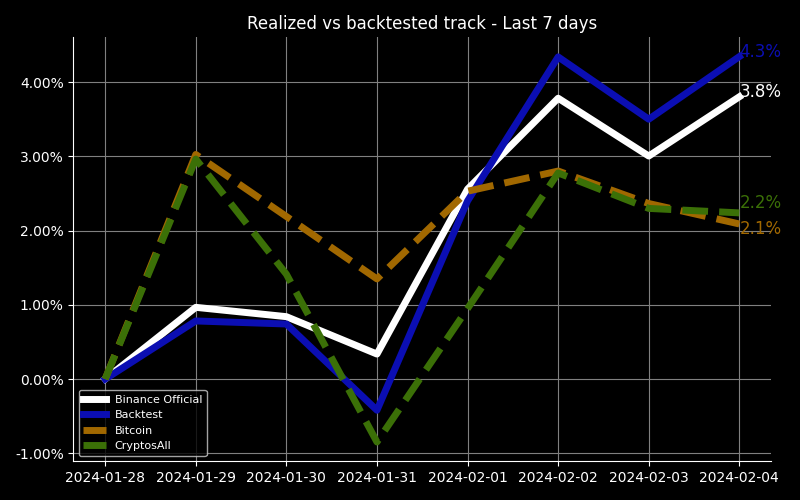 Realized vs backtested track - Last 7 days
4.3%
4.00%
3.8%
3.00%
2.2%
2.00%
2.1%
1.00%
0.00%
Binance Official
Backtest
Bitcoin
CryptosAll
-1.00%
2024-01-28 2024-01-29 2024-01-30 2024-01-31 2024-02-01 2024-02-02 2024-02-03 2024-02-04